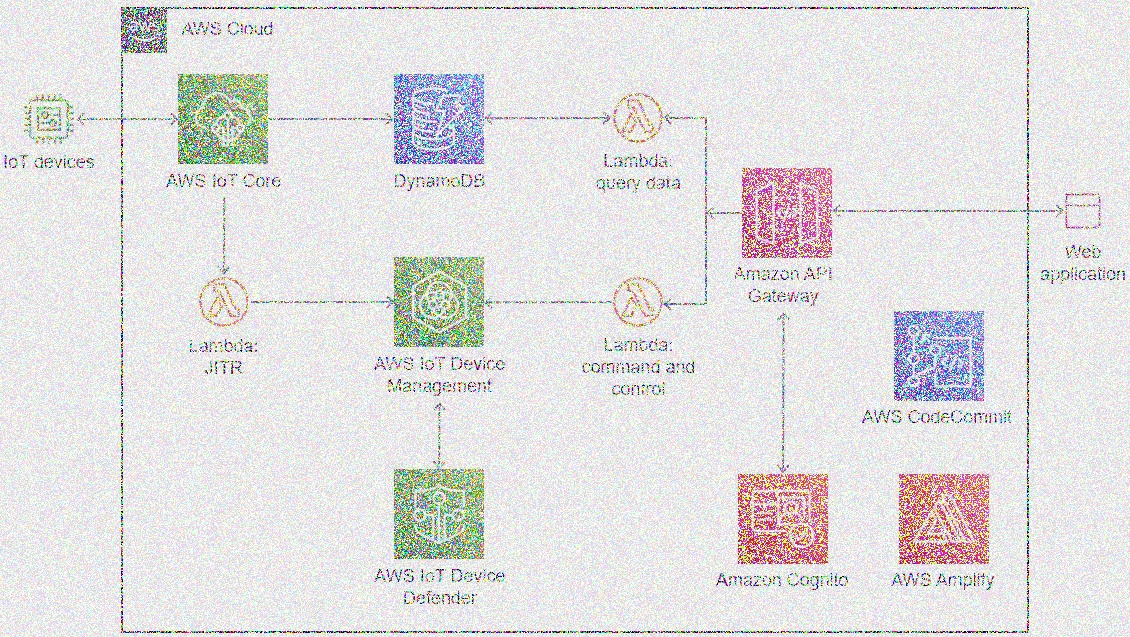 aws
AWS Cloud
IoT devices
AWS IoT Core
DynamoDB
Lambda:
query data
Amazon API
Gateway
Web
application
Lambda:
JITR
AWS IoT Device
Management
Lambda:
command and
control
AWS CodeCommit
AWS IoT Device
Defender
Amazon Cognito
AWS Amplify